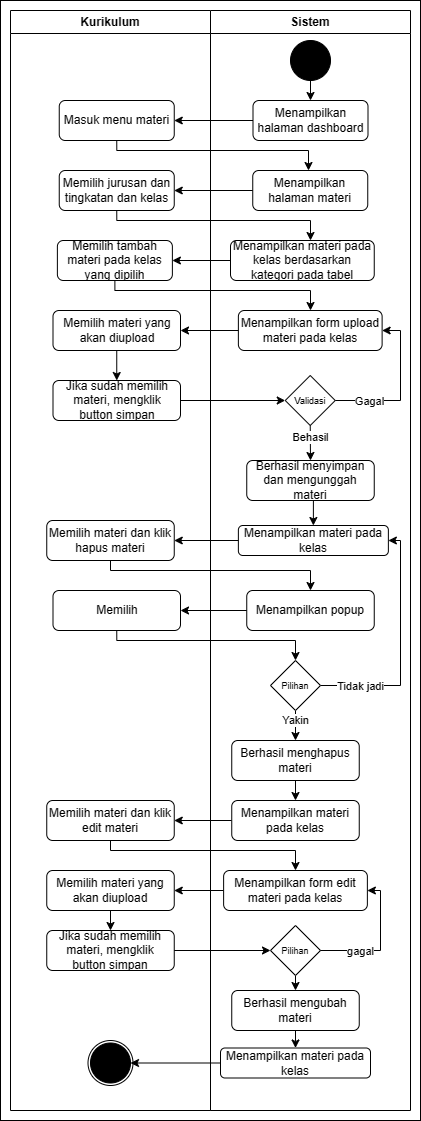 Kurikulum
Sistem
Menampilkan
halaman dashboard
Masuk menu materi
Menampilkan
halaman materi
Memilih jurusan dan
tingkatan dan kelas
Menampilkan materi pada
kelas berdasarkan
kategori pada tabel
Memilih tambah
materi pada kelas
yang dipilih
Menampilkan form upload
materi pada kelas
Memilih materi yang
akan diupload
Jika sudah memilih
materi, mengklik
button simpan
Validasi
Gagal
Behasil
Berhasil menyimpan
dan mengunggah
materi
Menampilkan materi pada
kelas
Memilih materi dan klik
hapus materi
Menampilkan popup
Memilih
Pilihan
Tidak jadi
Yakin
Berhasil menghapus
materi
Menampilkan materi
pada kelas
Memilih materi dan klik
edit materi
Menampilkan form edit
materi pada kelas
Memilih materi yang
akan diupload
Jika sudah memilih
materi, mengklik
button simpan
Pilihan
gagal
Berhasil mengubah
materi
Menampilkan materi pada
kelas